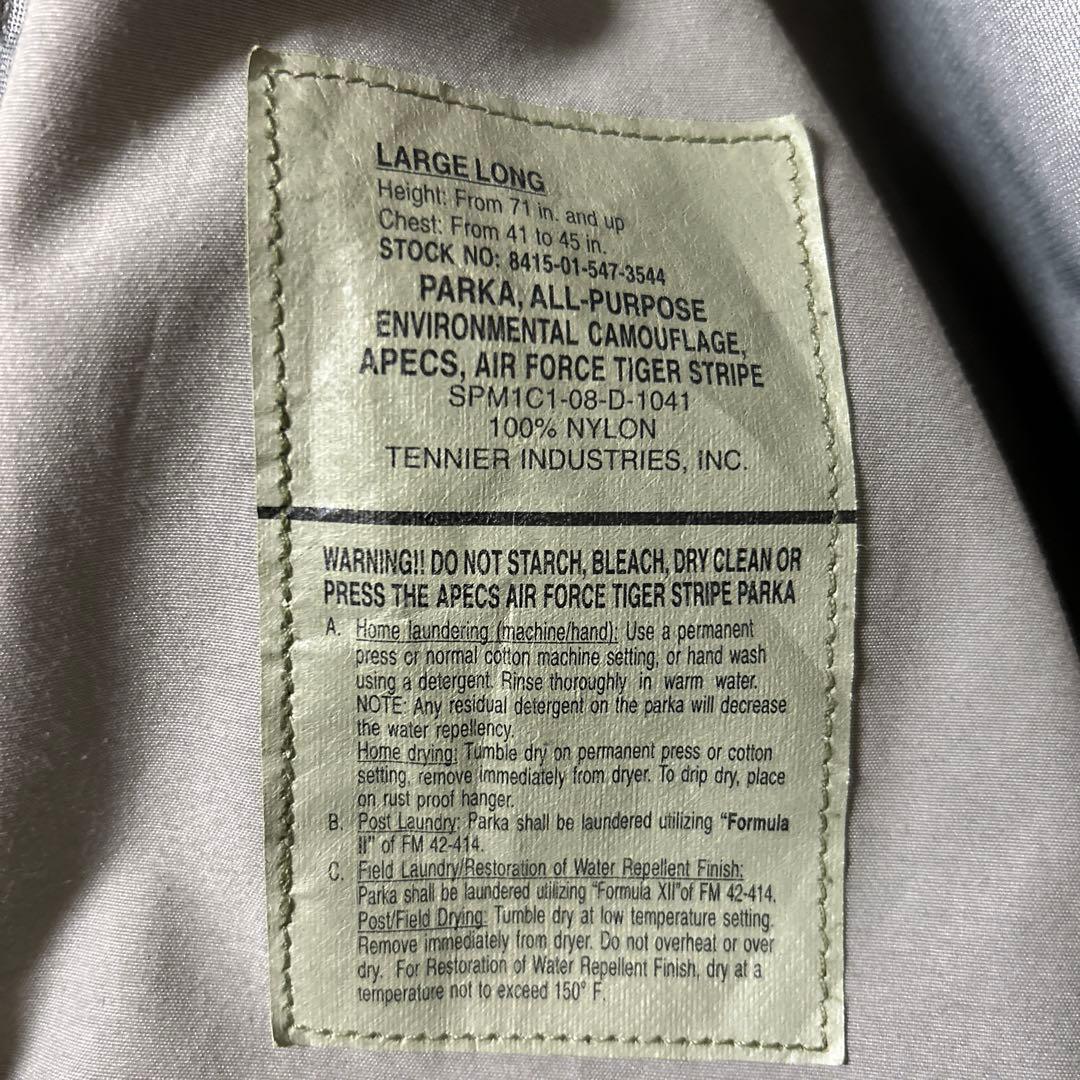 LARGE LONG
Height: From 71 in. and up
Chest: From 41 to 45 in.
STOCK NO: 8415-01-547-3544
PARKA, ALL-PURPOSE
ENVIRONMENTAL CAMOUFLAGE,
APECS, AIR FORCE TIGER STRIPE
SPM1C1-08-D-1041
100% NYLON
TENNIER INDUSTRIES, INC.
WARNING!! DO NOT STARCH, BLEACH, DRY CLEAN OR
PRESS THE APECS AIR FORCE TIGER STRIPE PARKA
A. Home laundering (machine/hand): Use a permanent
press or normal cotton machine setting, or hand wash
using a detergent. Rinse thoroughly in warm water.
NOTE: Any residual detergent on the parka will decrease
the water repellency.
Home drying: Tumble dry on permanent press or cotton
setting, remove immediately from dryer. To drip dry, place
on rust proof hanger.
B. Post Laundry: Parka shall be laundered utilizing "Formula
II" of FM 42-414.
C. Field Laundry/Restoration of Water Repellent Finish:
Parka shall be laundered utilizing "Formula XII"of FM 42-414.
Post/Field Drying: Tumble dry at low temperature setting.
Remove immediately from dryer. Do not overheat or over
dry. For Restoration of Water Repellent Finish, dry at a
temperature not to exceed 150° F.